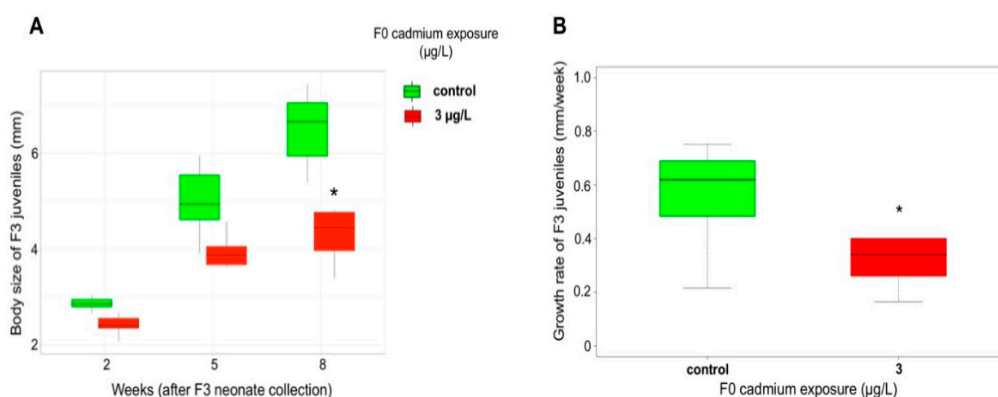 A
F0 cadmium exposure
(µg/L)
control
3 µg/L
Body size of F3 juveniles (mm)
6
4
2
*
2 5 8
Weeks (after F3 neonate collection)
B
Growth rate of F3 juveniles (mm/week)
1.0
0.8
0.6
0.4
0.2
0
*
control 3
F0 cadmium exposure (µg/L)